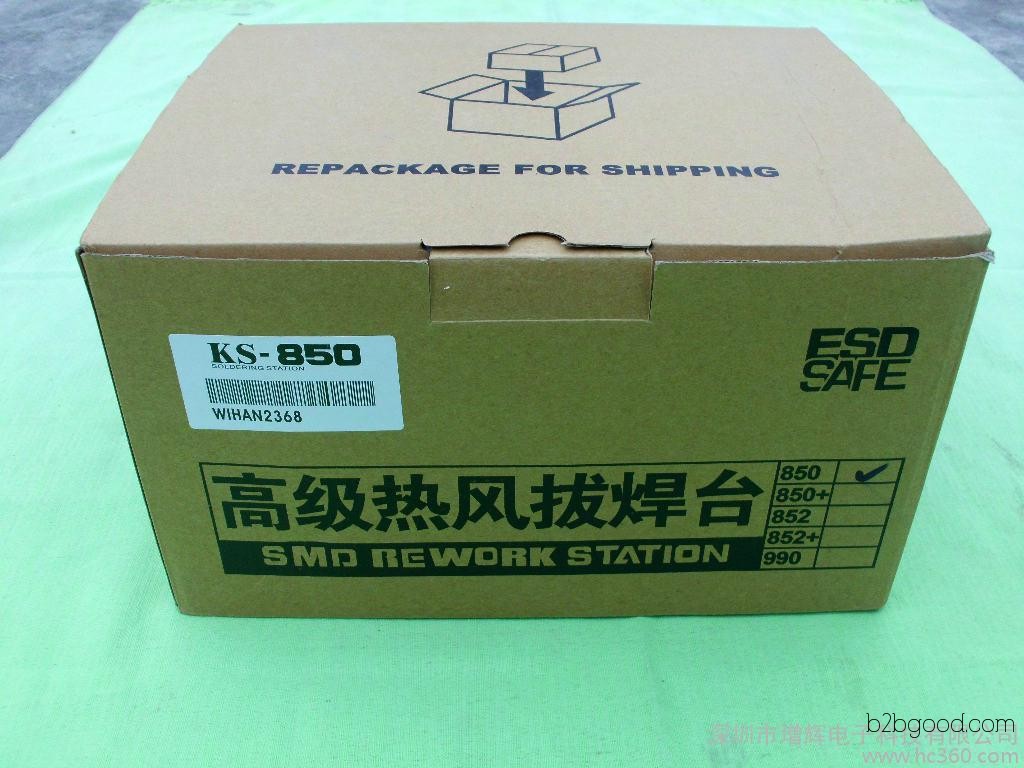 REPACKAGE FOR SHIPPING
KS-850
SOLDERING STATION
WIHAN2368
ESD
SAFE
高级热风拔焊台
SMD REWORK STATION
850 ✓
850+
852
852+
990
b2bgood.com
深圳市增辉电子科技有限公司
www.hc360.com